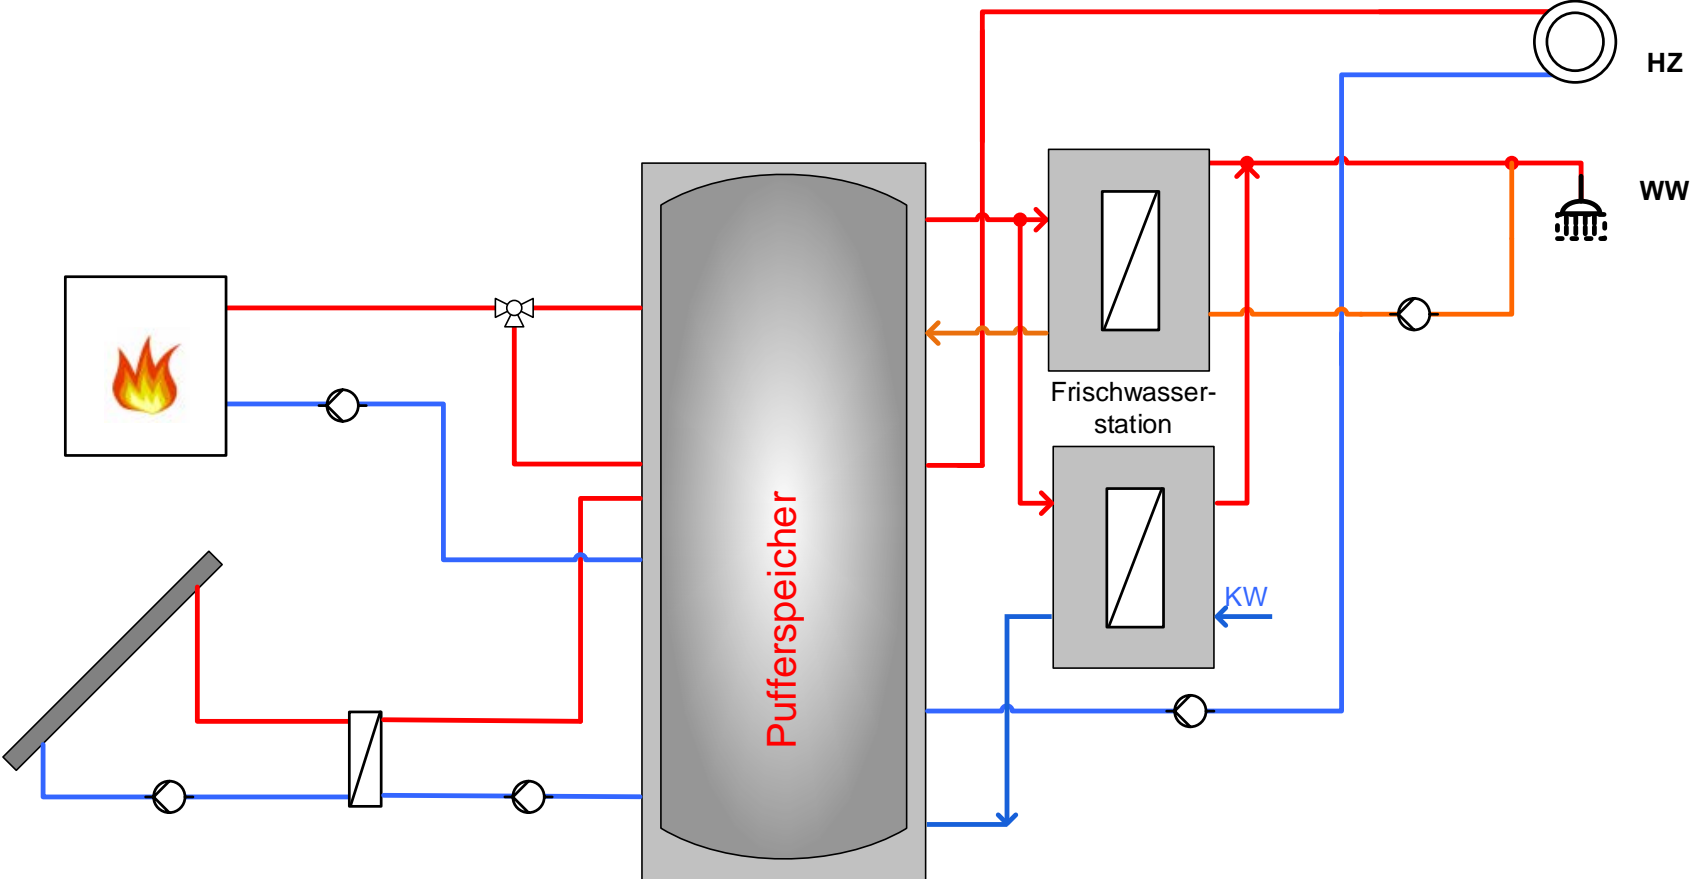 HZ
WW
Frischwasser-
station
Pufferspeicher
KW